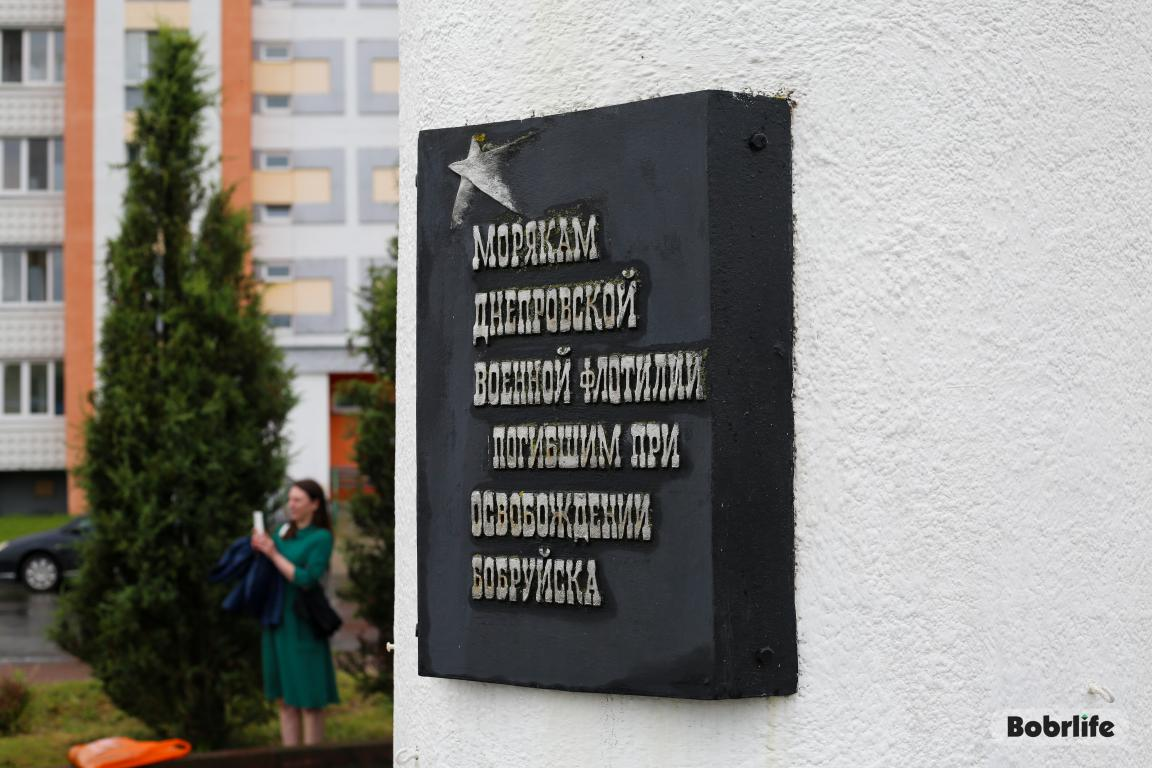 МОРЯКАМ
ДНЕПРОВСКОЙ
ВОЕННОЙ ФЛОТИЛИИ
ПОГИБШИМ ПРИ
ОСВОБОЖДЕНИИ
БОБРУЙСКА
Bobrlife